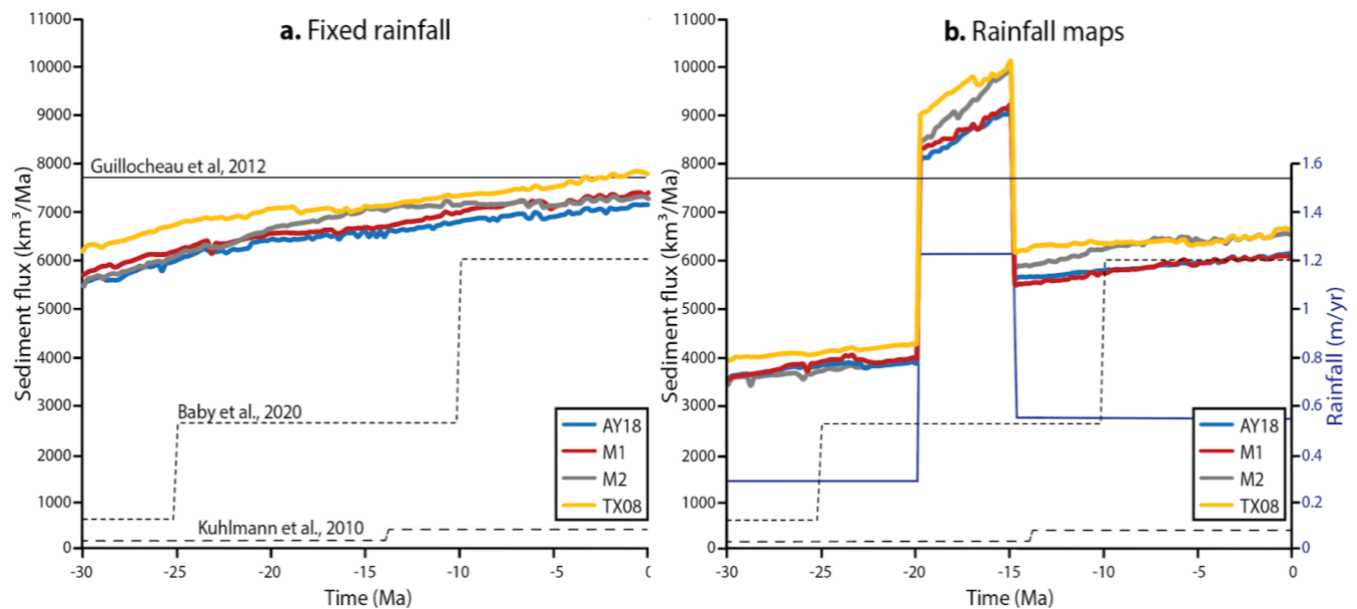 a. Fixed rainfall
Sediment flux (km³/Ma)
11000
10000
9000
8000
7000
6000
5000
4000
3000
2000
1000
0
Guillocheau et al, 2012
Baby et al., 2020
Kuhlmann et al., 2010
AY18
M1
M2
TX08
-30
-25
-20
-15
-10
-5
0
Time (Ma)
b. Rainfall maps
Sediment flux (km³/Ma)
11000
10000
9000
8000
7000
6000
5000
4000
3000
2000
1000
0
AY18
M1
M2
TX08
1.6
1.4
1.2
1
0.8
0.6
0.4
0.2
0
Rainfall (m/yr)
-30
-25
-20
-15
-10
-5
0
Time (Ma)